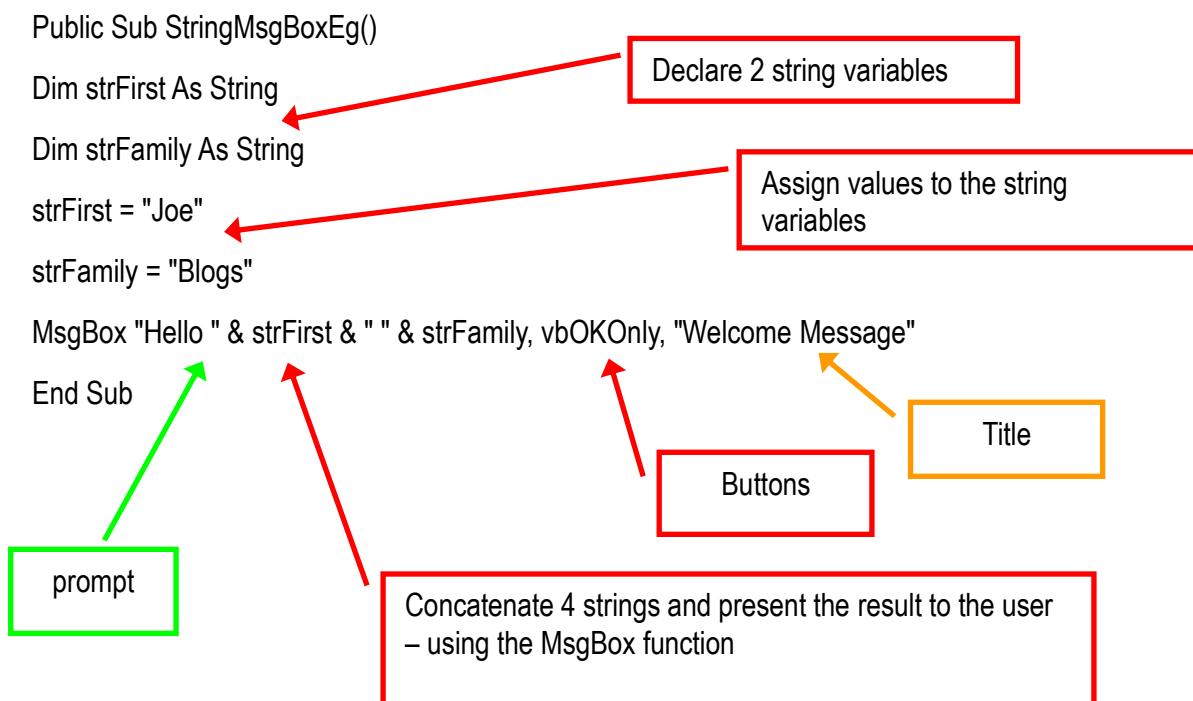 Public Sub StringMsgBoxEg()
Declare 2 string variables
Dim strFirst As String
Dim strFamily As String
Assign values to the string
variables
strFirst = "Joe"
strFamily = "Blogs"
MsgBox "Hello " & strFirst & " " & strFamily, vbOKOnly, "Welcome Message"
End Sub
Title
Buttons
prompt
Concatenate 4 strings and present the result to the user
– using the MsgBox function